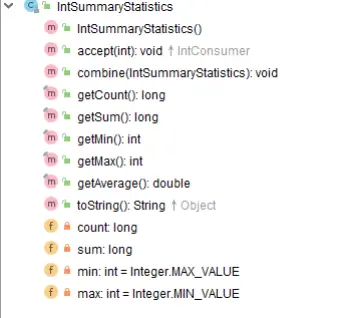 IntSummaryStatistics
IntSummaryStatistics()
accept(int): void ↑IntConsumer
combine(IntSummaryStatistics): void
getCount(): long
getSum(): long
getMin(): int
getMax(): int
getAverage(): double
toString(): String ↑Object
count: long
sum: long
min: int = Integer.MAX_VALUE
max: int = Integer.MIN_VALUE